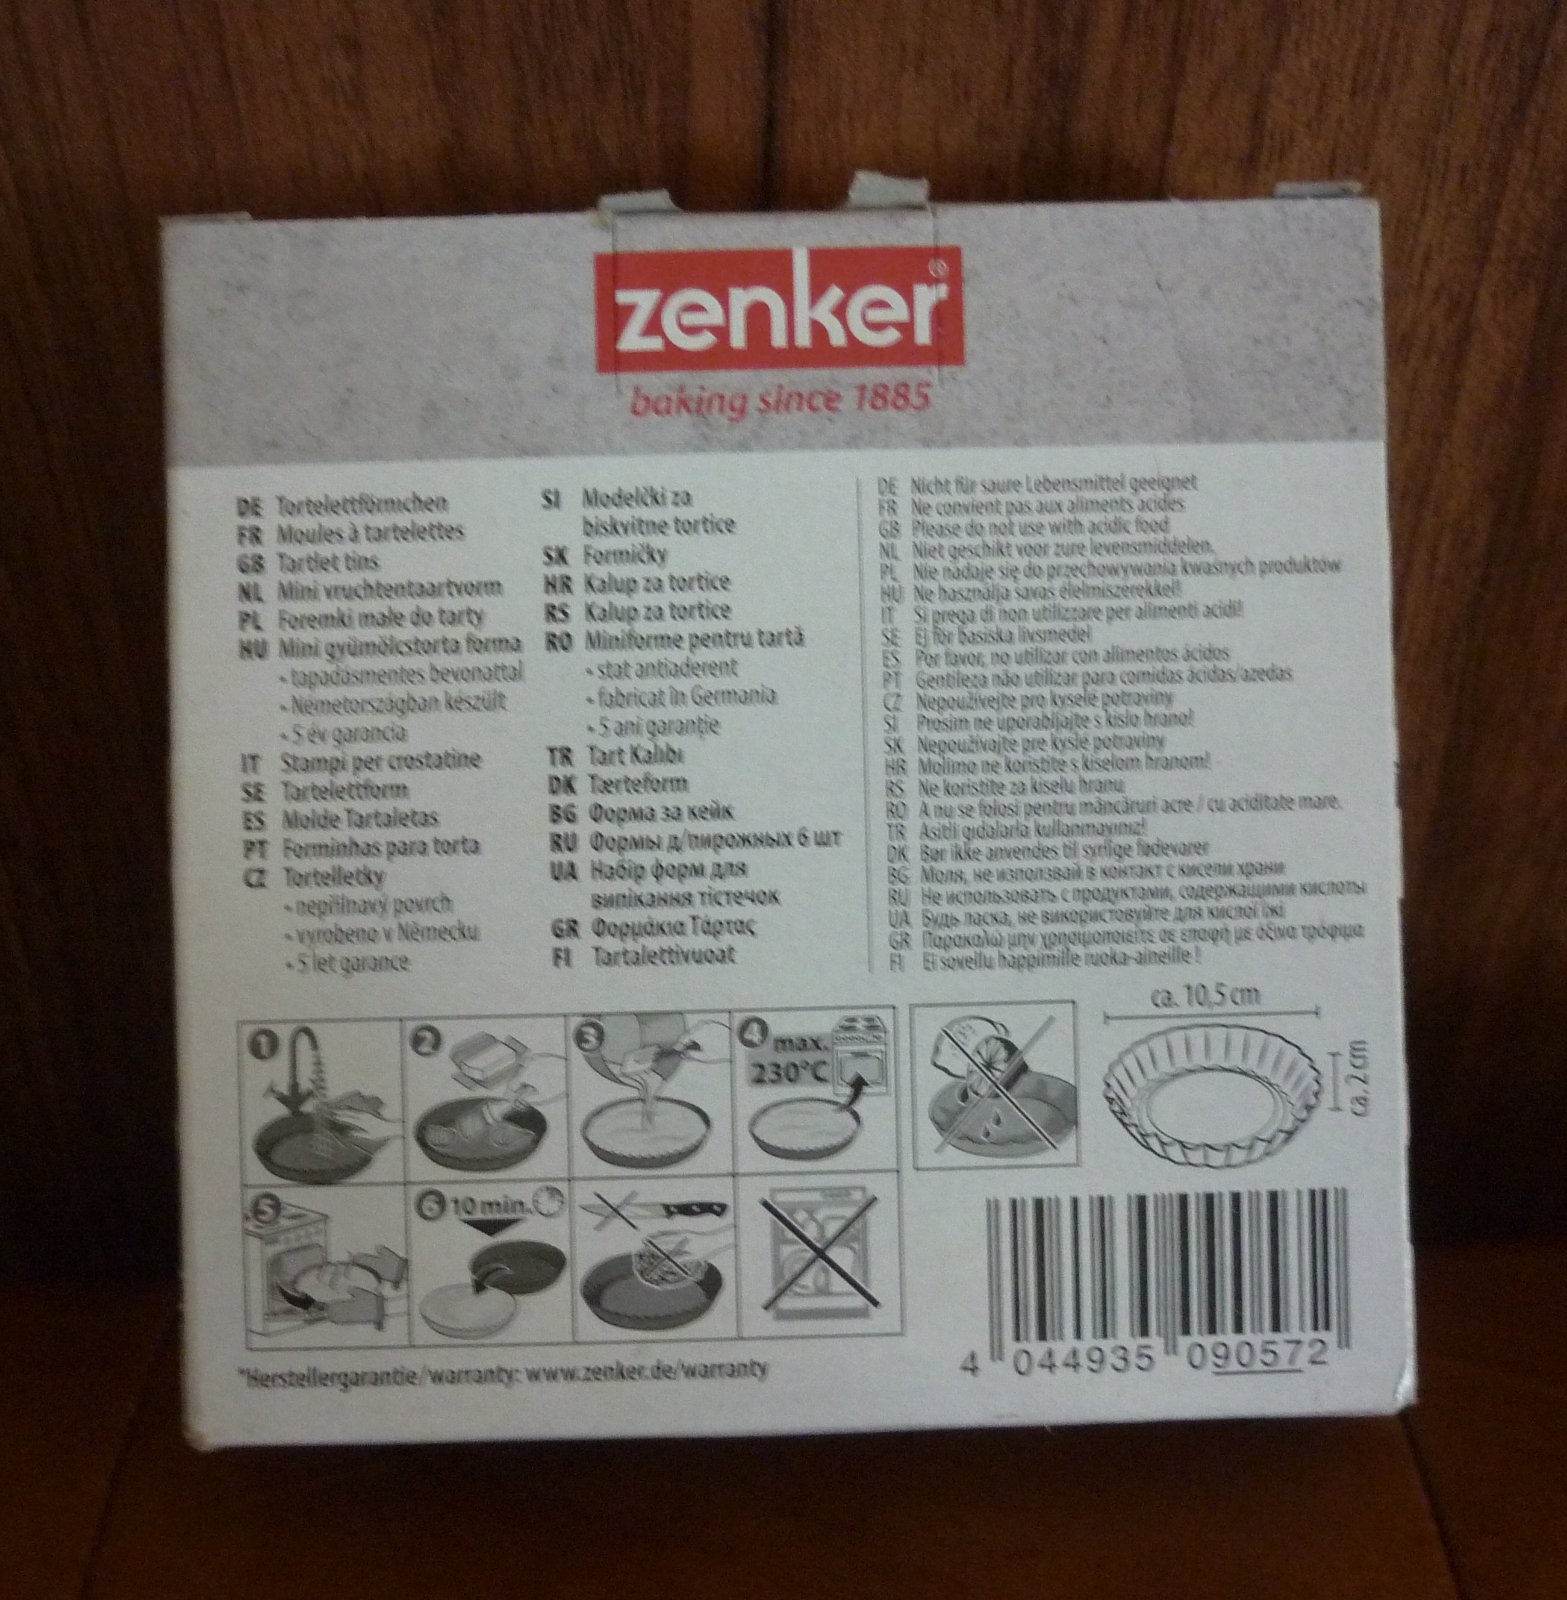 zenker®
baking since 1885
DE Tortelettförmchen
FR Moules à tartelettes
GB Tartlet tins
NL Mini vruchtentaartvorm
PL Foremki małe do tarty
HU Mini gyümölcstorta forma
- tapadásmentes bevonattal
- Németországban készült
- 5 év garancia
IT Stampi per crostatine
SE Tartelettform
ES Molde Tartaletas
PT Forminhas para torta
CZ Tortelletky
- nepřilnavý povrch
- vyrobeno v Německu
- 5 let garance
SI Modelčki za
biskvitne tortice
SK Formičky
HR Kalup za tortice
RS Kalup za tortice
RO Miniforme pentru tartă
- stat antiaderent
- fabricat în Germania
- 5 ani garanție
TR Tart Kalıbı
DK Tærteform
BG Форма за кейк
RU Формы д/пирожных 6 шт
UA Набір форм для
випікання тістечок
GR Φορμάκια Τάρτας
FI Tartalettivuoat
DE Nicht für saure Lebensmittel geeignet
FR Ne convient pas aux aliments acides
GB Please do not use with acidic food
NL Niet geschikt voor zure levensmiddelen.
PL Nie nadaje się do przechowywania kwaśnych produktów
HU Ne használja savas élelmiszerekkel!
IT Si prega di non utilizzare per alimenti acidi!
SE Ej för basiska livsmedel
ES Por favor, no utilizar con alimentos ácidos
PT Gentileza não utilizar para comidas ácidas/azedas
CZ Nepoužívejte pro kyselé potraviny
SI Prosim ne uporabljajte s kislo hrano!
SK Nepoužívajte pre kyslé potraviny
HR Molimo ne koristite s kiselom hranom!
RS Ne koristite za kiselu hranu
RO A nu se folosi pentru mâncăruri acre / cu aciditate mare.
TR Asitli gıdalarla kullanmayınız!
DK Bør ikke anvendes til syrlige fødevarer
BG Моля, не използвай в контакт с кисели храни
RU Не использовать с продуктами, содержащими кислоты
UA Будь ласка, не використовуйте для кислої їжі
GR Παρακαλώ μην χρησιμοποιείτε σε επαφή με όξινα τρόφιμα
FI Ei sovellu happimille ruoka-aineille !
1
2
3
4 max.
230°C
ca. 10,5 cm
ca. 2 cm
5
6 10 min.
*Herstellergarantie/warranty: www.zenker.de/warranty
4 044935 090572